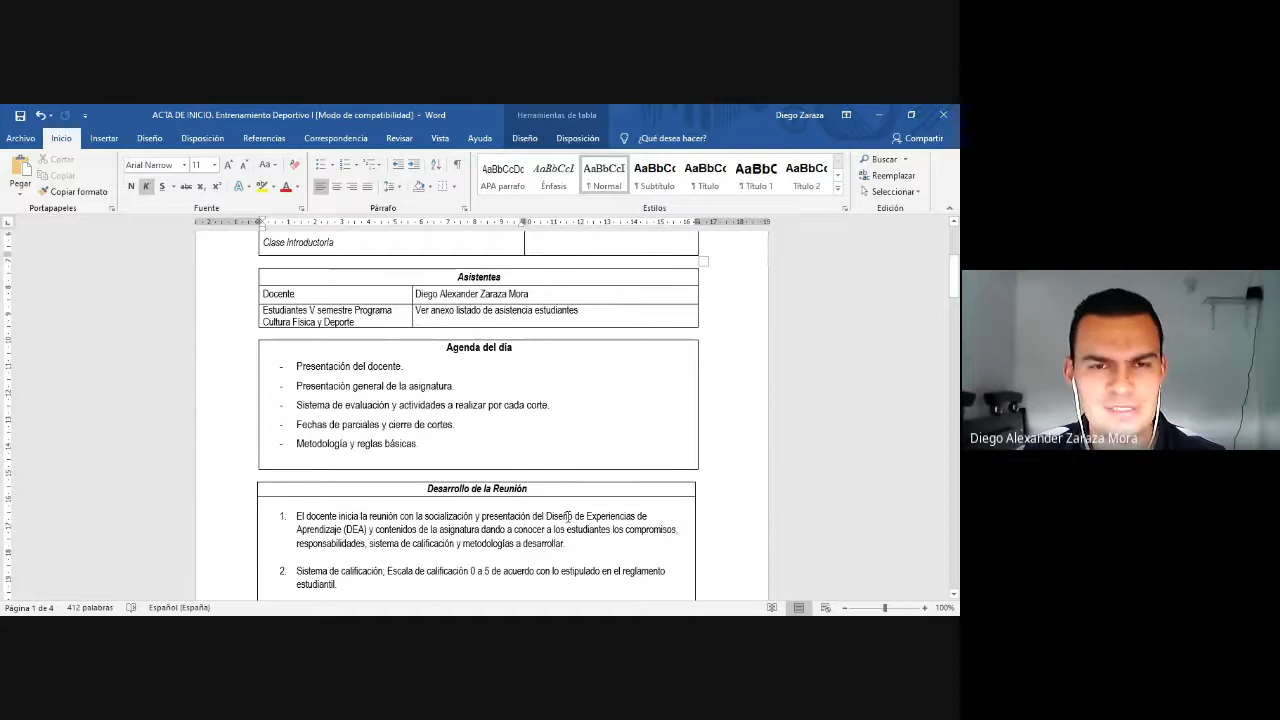 ACTA DE INICIO. Entrenamiento Deportivo I [Modo de compatibilidad] - Word
Herramientas de tabla
Diego Zaraza
Archivo Inicio Insertar Diseño Disposición Referencias Correspondencia Revisar Vista Ayuda Diseño Disposición ¿Qué desea hacer? Compartir
Pegar
Cortar
Copiar
Copiar formato
Portapapeles
Arial Narrow 11
Fuente
Párrafo
AaBbCcDc AaBbCcI AaBbCcI AaBbCc AaBbCc AaBbC AaBbCc
APA parrafo Énfasis ¶ Normal ¶ Subtítulo ¶ Título ¶ Título 1 Título 2
Estilos
Buscar
Reemplazar
Seleccionar
Edición
Clase Introductoria
Asistentes
Docente Diego Alexander Zaraza Mora
Estudiantes V semestre Programa Ver anexo listado de asistencia estudiantes
Cultura Física y Deporte
Agenda del día
- Presentación del docente.
- Presentación general de la asignatura.
- Sistema de evaluación y actividades a realizar por cada corte.
- Fechas de parciales y cierre de cortes.
- Metodología y reglas básicas.
Desarrollo de la Reunión
1. El docente inicia la reunión con la socialización y presentación del Diseño de Experiencias de
Aprendizaje (DEA) y contenidos de la asignatura dando a conocer a los estudiantes los compromisos,
responsabilidades, sistema de calificación y metodologías a desarrollar.
2. Sistema de calificación; Escala de calificación 0 a 5 de acuerdo con lo estipulado en el reglamento
estudiantil.
Página 1 de 4 412 palabras Español (España) 100%
Diego Alexander Zaraza Mora